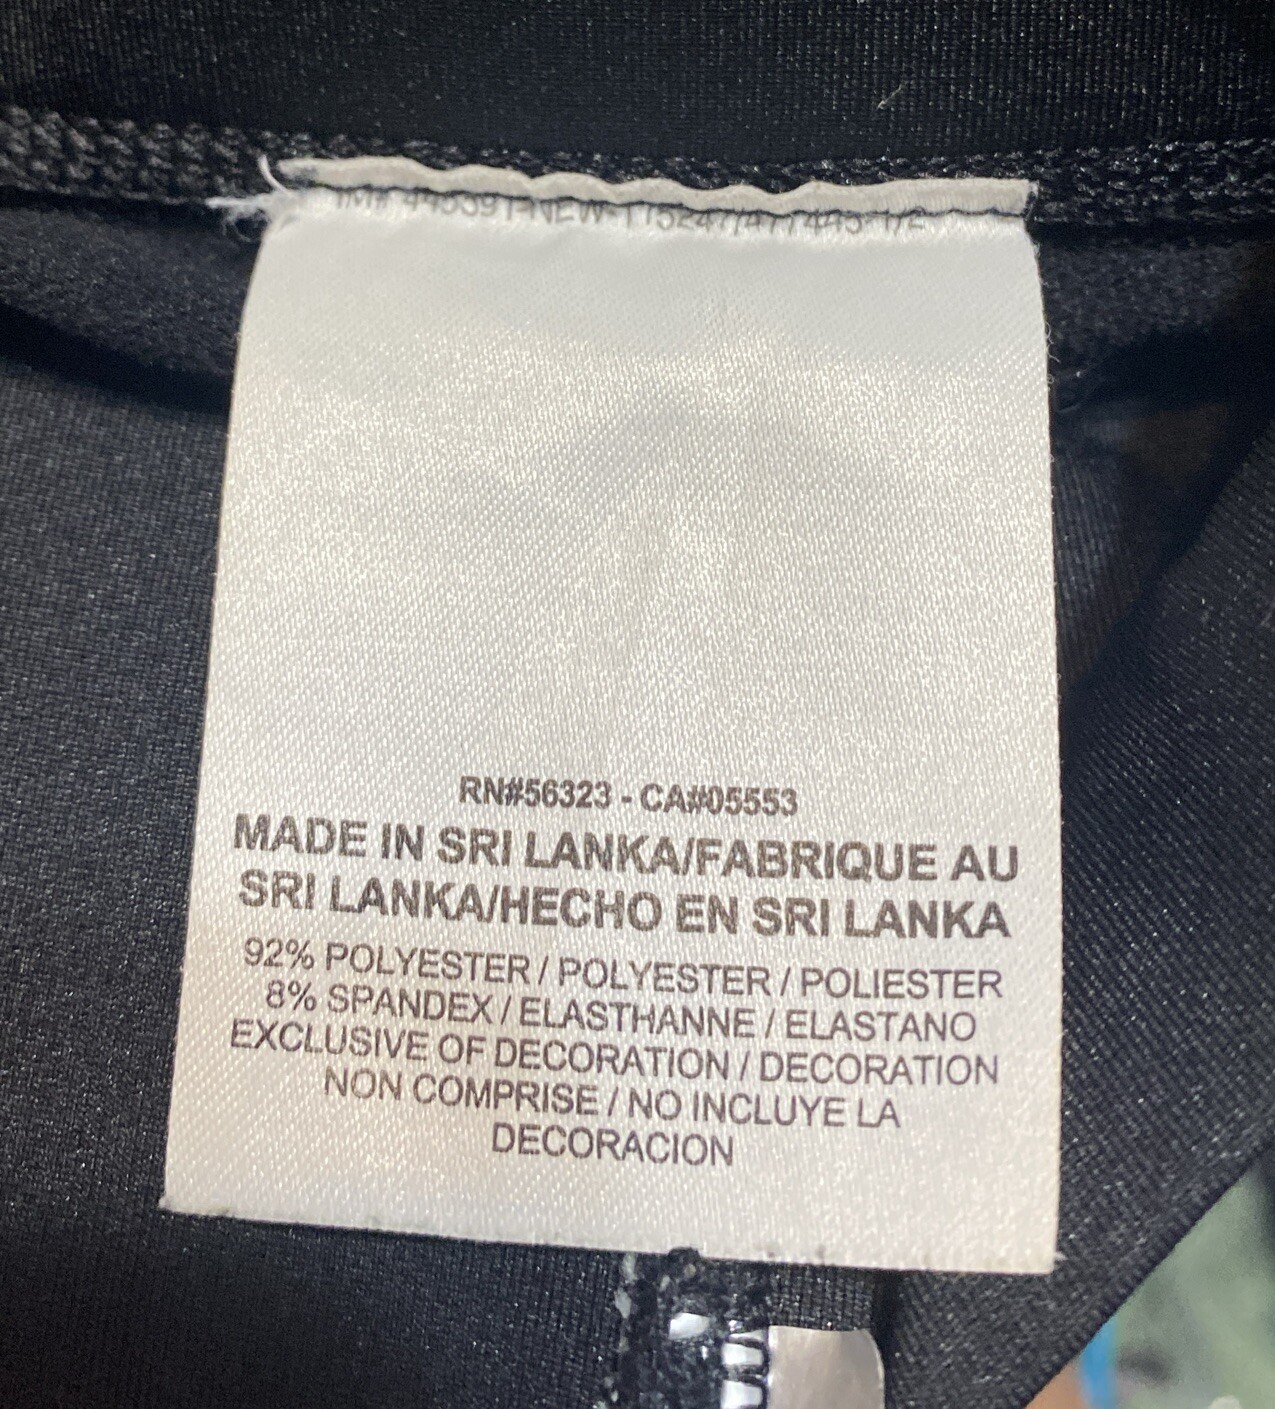 RN#56323 - CA#05553
MADE IN SRI LANKA/FABRIQUE AU
SRI LANKA/HECHO EN SRI LANKA
92% POLYESTER / POLYESTER / POLIESTER
8% SPANDEX / ELASTHANNE / ELASTANO
EXCLUSIVE OF DECORATION / DECORATION
NON COMPRISE / NO INCLUYE LA
DECORACION